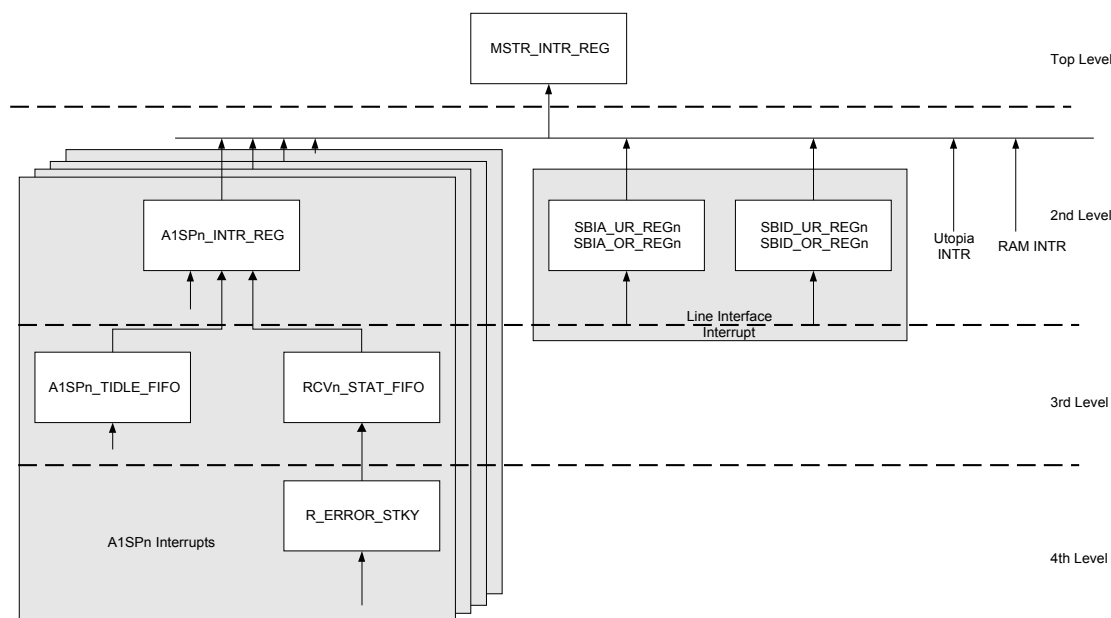 MSTR_INTR_REG
Top Level
A1SPn_INTR_REG
SBIA_UR_REGn
SBIA_OR_REGn
SBID_UR_REGn
SBID_OR_REGn
Utopia
INTR
RAM INTR
2nd Level
Line Interface
Interrupt
A1SPn_TIDLE_FIFO
RCVn_STAT_FIFO
3rd Level
R_ERROR_STKY
A1SPn Interrupts
4th Level